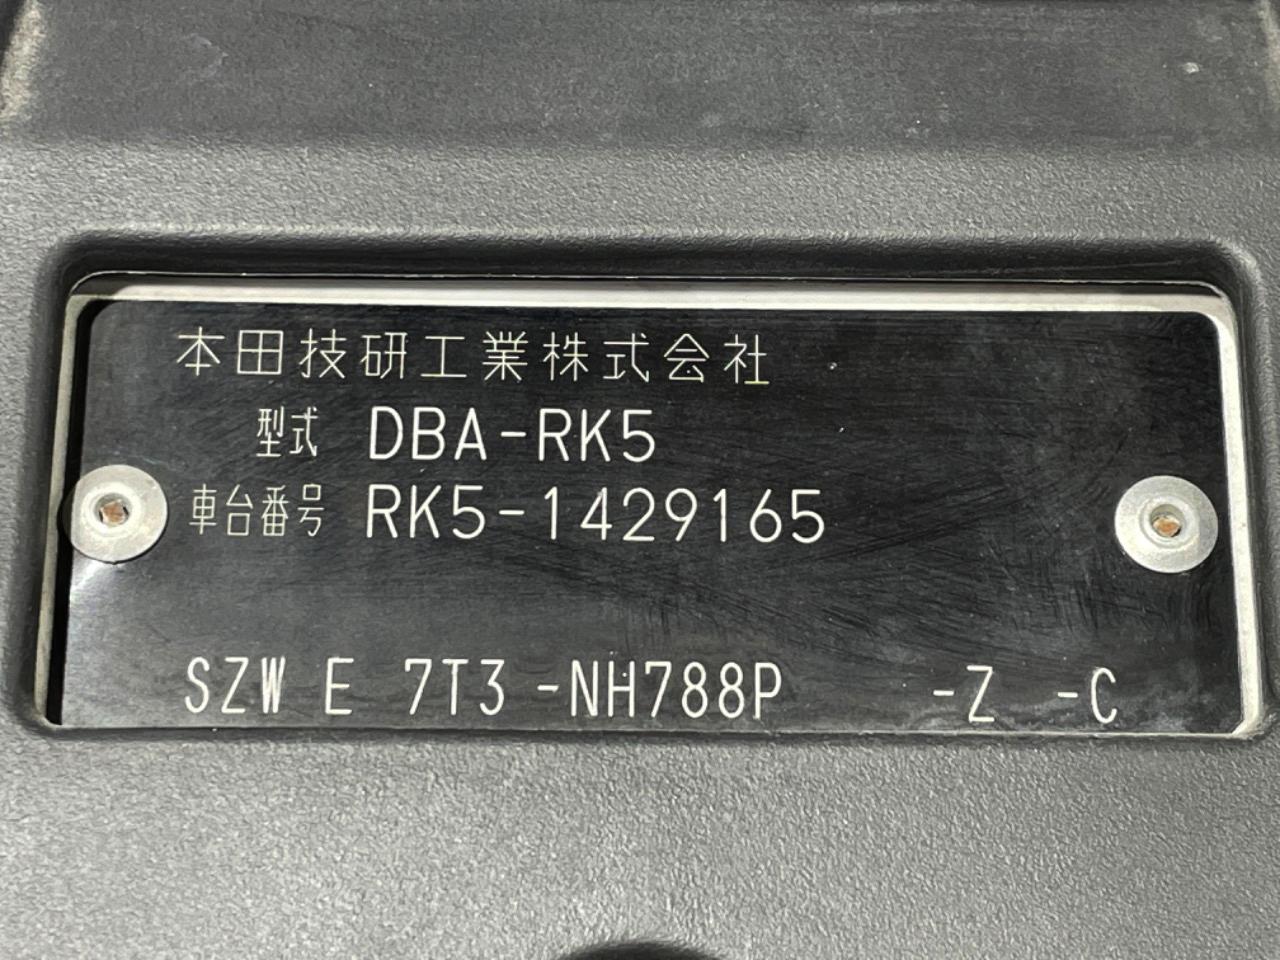 本田技研工業株式会社
型式 DBA-RK5
車台番号 RK5-1429165
SZW E 7T3 -NH788P -Z -C